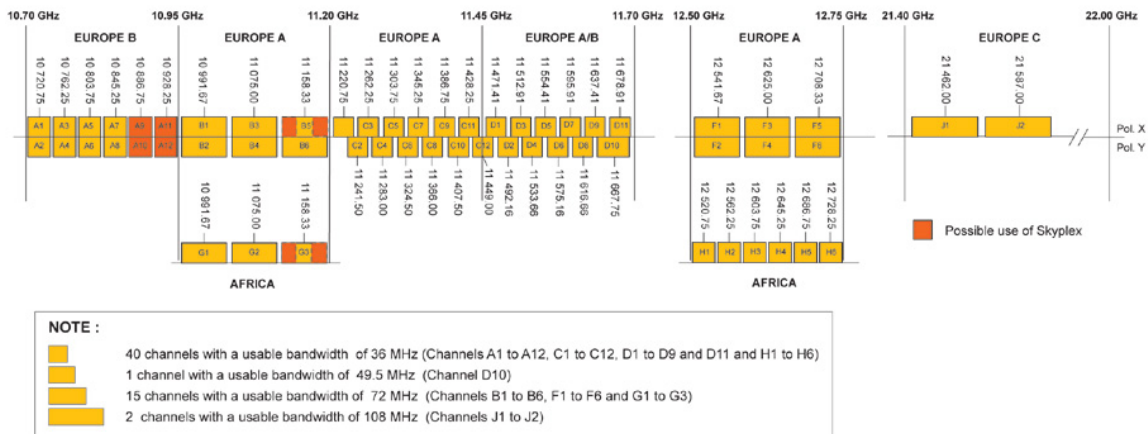 10.70 GHz 10.95 GHz 11.20 GHz 11.45 GHz 11.70 GHz 12.50 GHz 12.75 GHz 21.40 GHz 22.00 GHz
EUROPE B EUROPE A EUROPE A EUROPE A/B EUROPE A EUROPE C
10 720.75 10 762.25 10 803.75 10 845.25 10 886.75 10 928.25 10 991.67 11 075.00 11 158.33 11 220.75 11 262.25 11 303.75 11 345.25 11 386.75 11 428.25 11 471.41 11 512.91 11 554.41 11 595.91 11 637.41 11 678.91 12 541.67 12 625.00 12 708.33 21 462.00 21 587.00
A1 A3 A5 A7 A9 A11 B1 B3 B5 C3 C5 C7 C9 C11 D1 D3 D5 D7 D9 D11 F1 F3 F5 J1 J2 Pol. X
A2 A4 A6 A8 A10 A12 B2 B4 B6 C2 C4 C6 C8 C10 C12 D2 D4 D6 D8 D10 F2 F4 F6 Pol. Y
11 241.50 11 283.00 11 324.50 11 366.00 11 407.50 11 449.00 11 492.16 11 533.66 11 575.16 11 616.66 11 667.75
10 991.67 11 075.00 11 158.33 12 520.75 12 562.25 12 603.75 12 645.25 12 686.75 12 728.25
Possible use of Skyplex
G1 G2 G3 H1 H2 H3 H4 H5
AFRICA AFRICA
NOTE :
40 channels with a usable bandwidth of 36 MHz (Channels A1 to A12, C1 to C12, D1 to D9 and D11 and H1 to H6)
1 channel with a usable bandwidth of 49.5 MHz (Channel D10)
15 channels with a usable bandwidth of 72 MHz (Channels B1 to B6, F1 to F6 and G1 to G3)
2 channels with a usable bandwidth of 108 MHz (Channels J1 to J2)